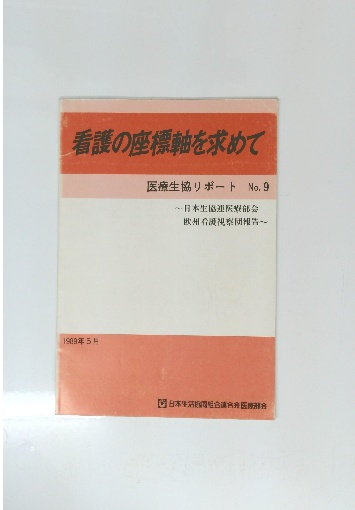 看護の座標軸を求めて
医療生協リポート No.9
~日本生協連医療部会
欧州看護視察団報告~
1989年5月
日本生活協同組合連合会医療部会